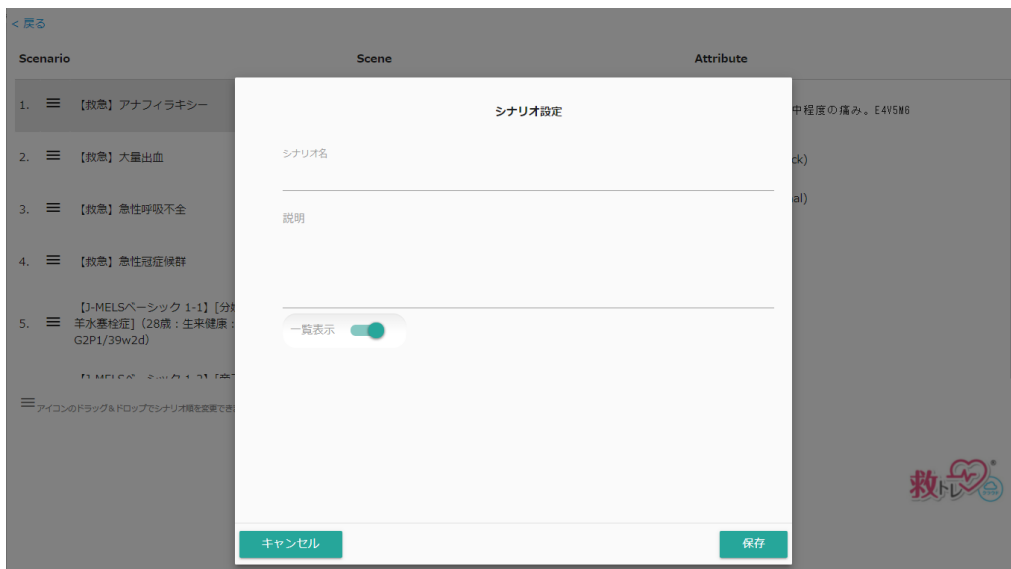 < 戻る
Scenario
Scene
Attribute
1. 【救急】アナフィラキシー
2. 【救急】大量出血
3. 【救急】急性呼吸不全
4. 【救急】急性冠症候群
【J-MELSベーシック 1-1】[分娩
5. 羊水塞栓症]（28歳：生来健康：
G2P1/39w2d）
アイコンのドラッグ&ドロップでシナリオ順を変更でき
シナリオ設定
シナリオ名
説明
一覧表示
キャンセル
保存
中程度の痛み。E4V5M6
ck)
al)
救トレ